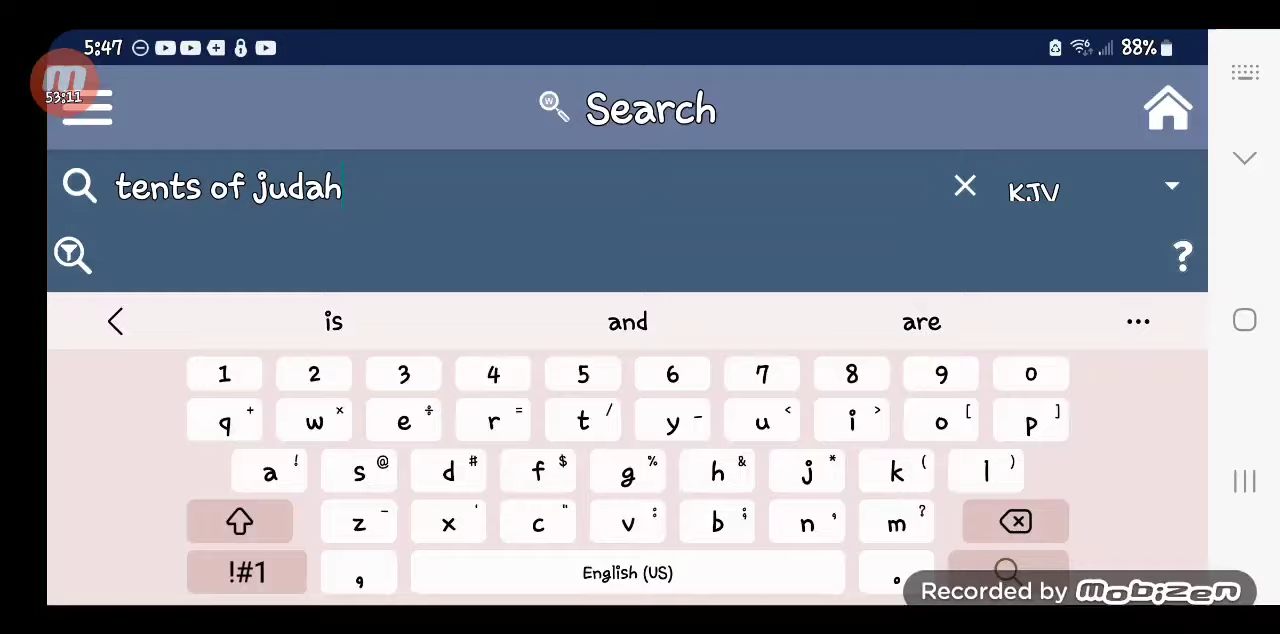 5:47 88%
53:11
Search
tents of judah KJV
?
is and are ...
1 2 3 4 5 6 7 8 9 0
q + w × e ÷ r = t / y - u < i > o [ p ]
a ! s @ d # f $ g % h & j * k ( l )
z - x ' c " v : b ; n , m ?
!#1 , English (US) .
Recorded by mobizen